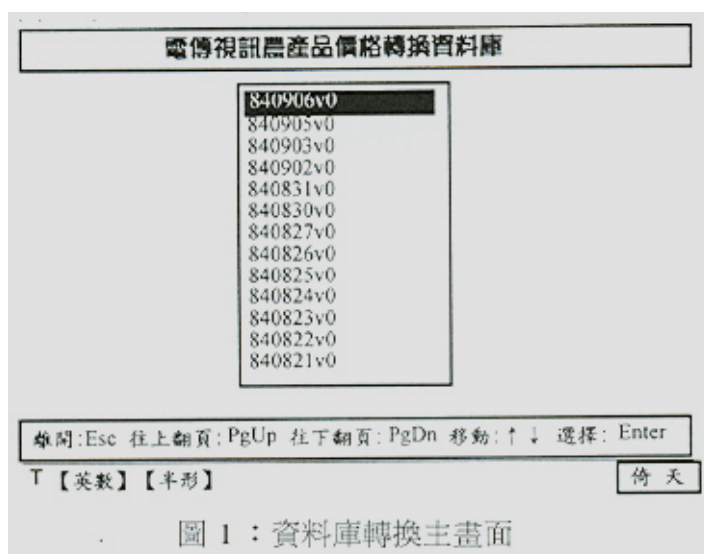 電傳視訊農產品價格轉換資料庫
840906v0
840905v0
840903v0
840902v0
840831v0
840830v0
840827v0
840826v0
840825v0
840824v0
840823v0
840822v0
840821v0
離開:Esc 往上翻頁:PgUp 往下翻頁:PgDn 移動:↑↓ 選擇: Enter
T【英數】【半形】 倚天
圖 1：資料庫轉換主畫面